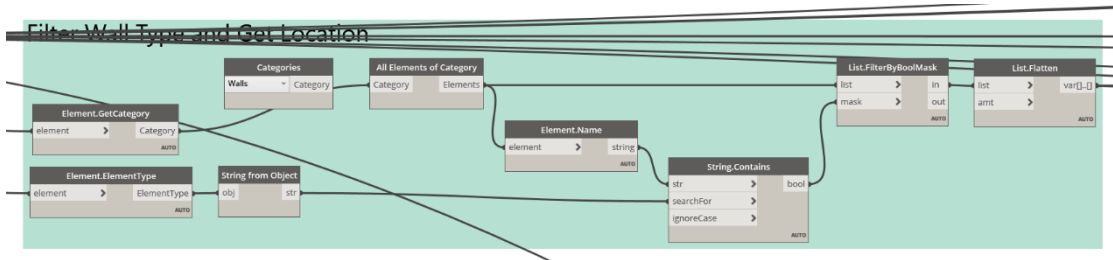 Filter Wall Type and Get Location
Categories
Walls
Category
All Elements of Category
Category
Elements
List.FilterByBoolMask
list
in
mask
out
AUTO
List.Flatten
list
var[]..[]
amt
AUTO
Element.GetCategory
element >
Category
AUTO
Element.Name
element >
string
AUTO
Element.ElementType
element >
ElementType
AUTO
String from Object
obj
str
String.Contains
str >
bool
searchFor >
ignoreCase >
AUTO